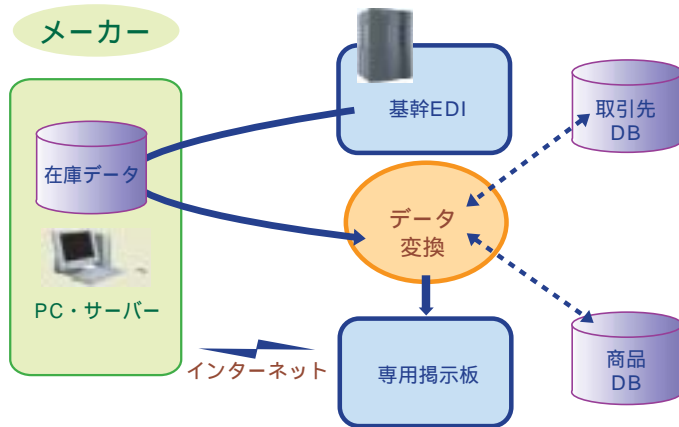 メーカー
基幹EDI
取引先
DB
在庫データ
データ
変換
PC・サーバー
インターネット
専用掲示板
商品
DB